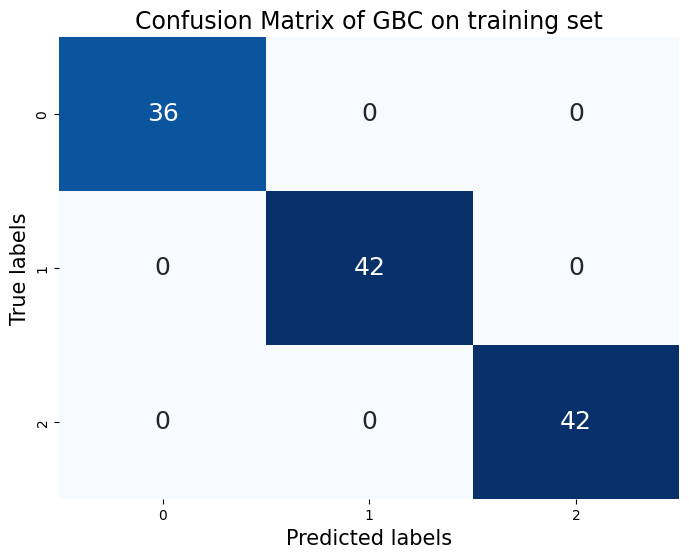 Confusion Matrix of GBC on training set
True labels
0 36 0 0
1 0 42 0
2 0 0 42
0 1 2
Predicted labels